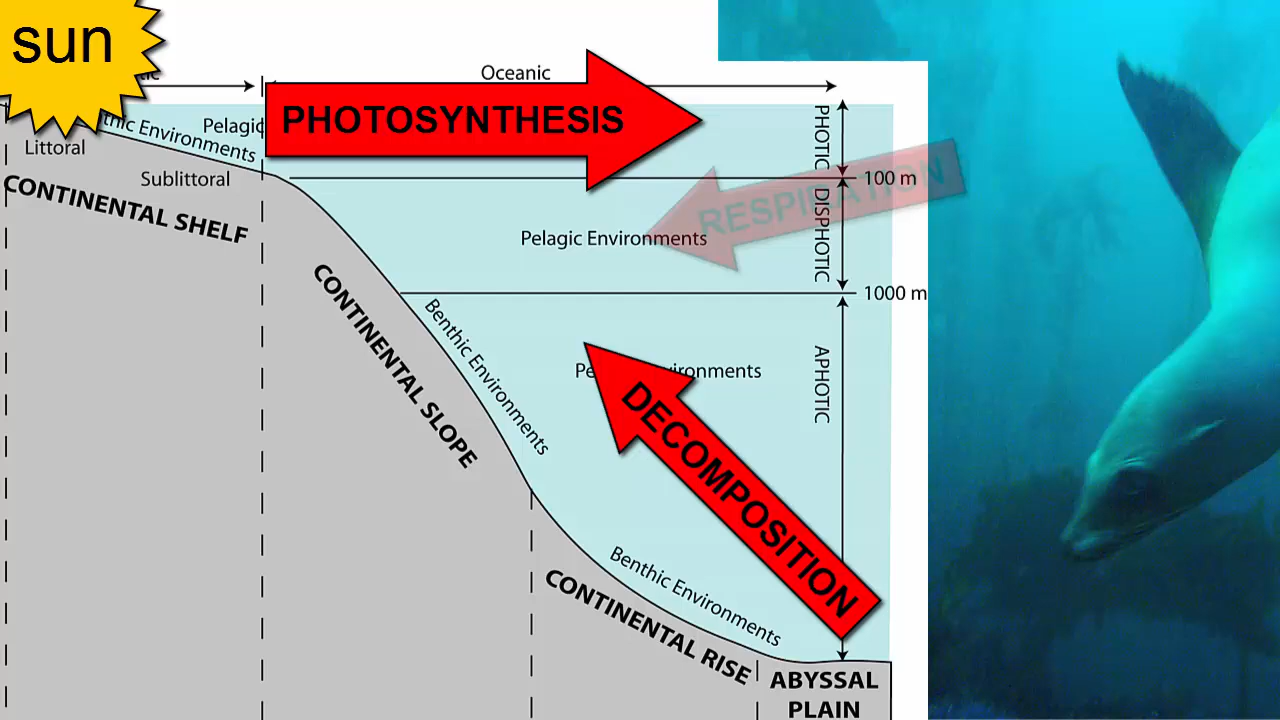 sun
Oceanic
Pelagic
Environments
PHOTOSYNTHESIS
PHOTIC
Littoral
Sublittoral
100 m
RESPIRATION
CONTINENTAL SHELF
DISPHOTIC
Pelagic Environments
1000 m
CONTINENTAL SLOPE
Benthic Environments
Environments
APHOTIC
DECOMPOSITION
Benthic Environments
CONTINENTAL RISE
ABYSSAL
PLAIN